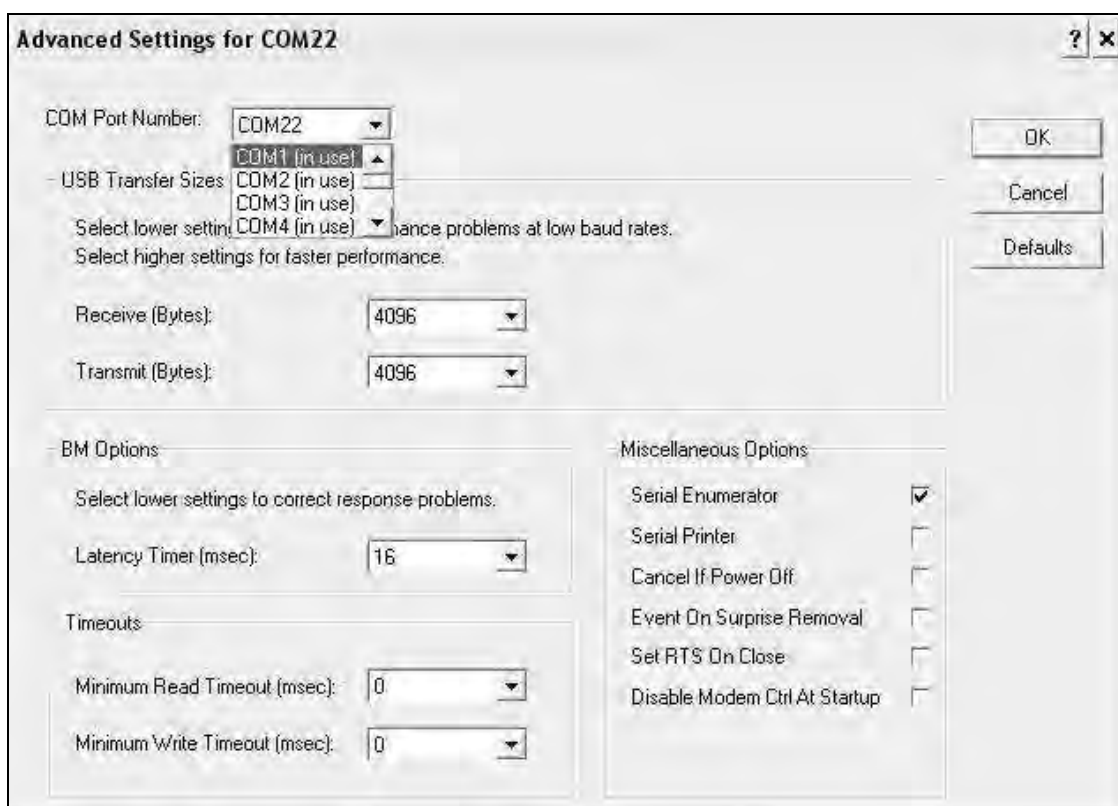 Advanced Settings for COM22
? ×
COM Port Number:
COM22
COM1 (in use)
COM2 (in use)
COM3 (in use)
COM4 (in use)
OK
Cancel
Defaults
USB Transfer Sizes
Select lower settin mance problems at low baud rates.
Select higher settings for faster performance.
Receive (Bytes):
4096
Transmit (Bytes):
4096
BM Options
Select lower settings to correct response problems.
Latency Timer (msec):
16
Timeouts
Minimum Read Timeout (msec):
0
Minimum Write Timeout (msec):
0
Miscellaneous Options
Serial Enumerator
Serial Printer
Cancel If Power Off
Event On Surprise Removal
Set RTS On Close
Disable Modem Ctrl At Startup